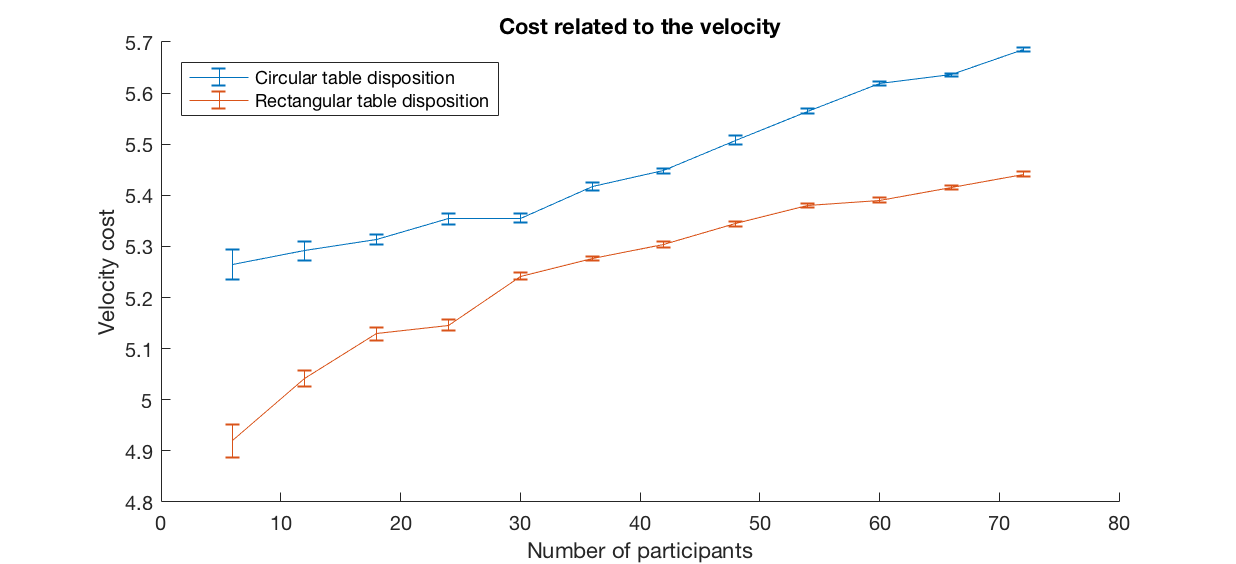 Cost related to the velocity
5.7
5.6
5.5
5.4
5.3
5.2
5.1
5
4.9
4.8
Velocity cost
Circular table disposition
Rectangular table disposition
0 10 20 30 40 50 60 70 80
Number of participants